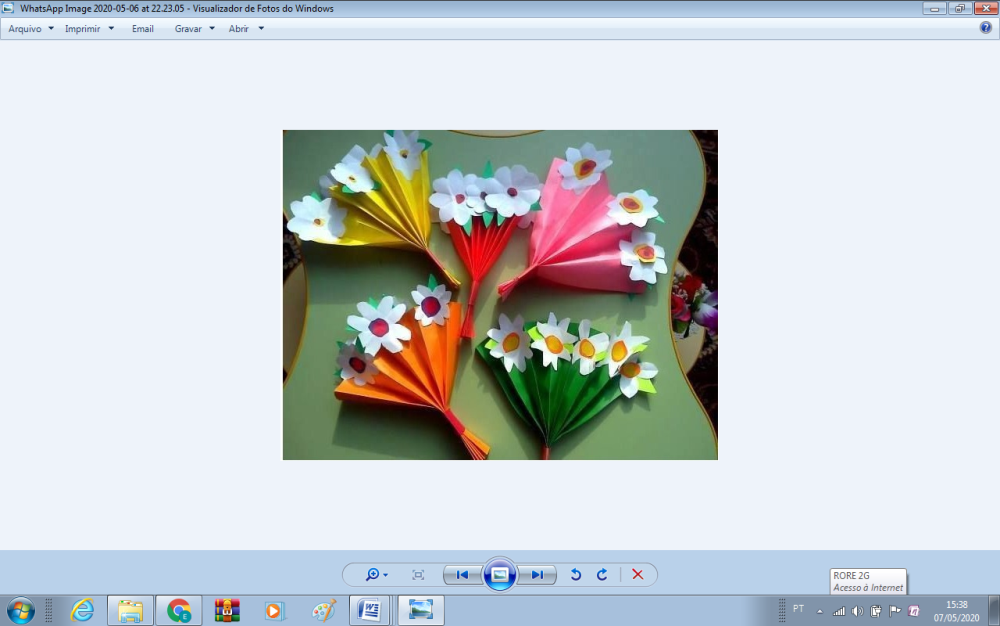 WhatsApp Image 2020-05-06 at 22.23.05 - Visualizador de Fotos do Windows
Arquivo Imprimir Email Gravar Abrir
RORE 2G
Acesso à Internet
PT
15:38
07/05/2020